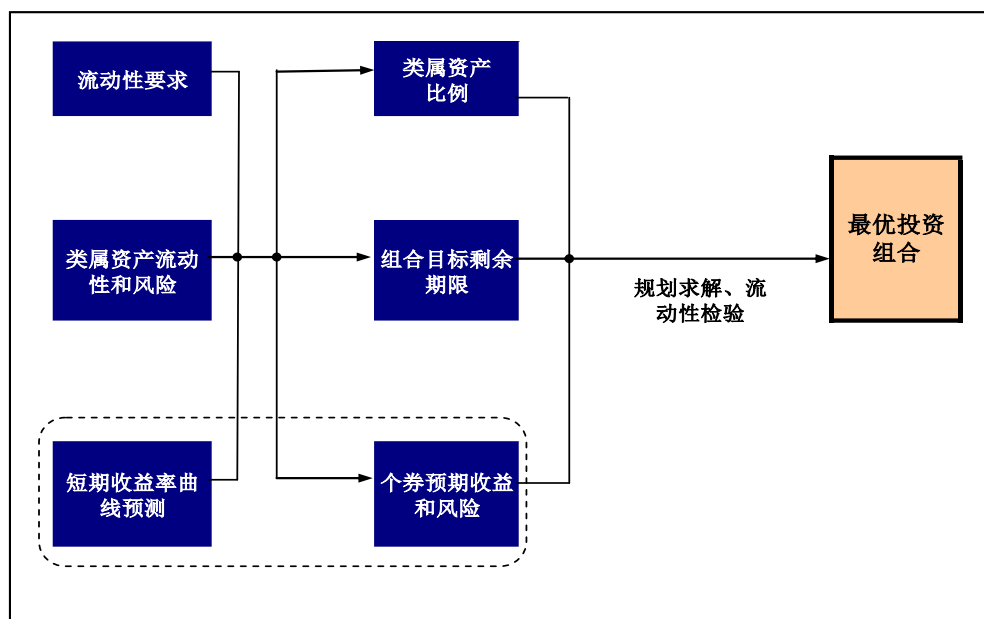 流动性要求
类属资产
比例
类属资产流动
性和风险
组合目标剩余
期限
最优投资
组合
规划求解、流
动性检验
短期收益率曲
线预测
个券预期收益
和风险